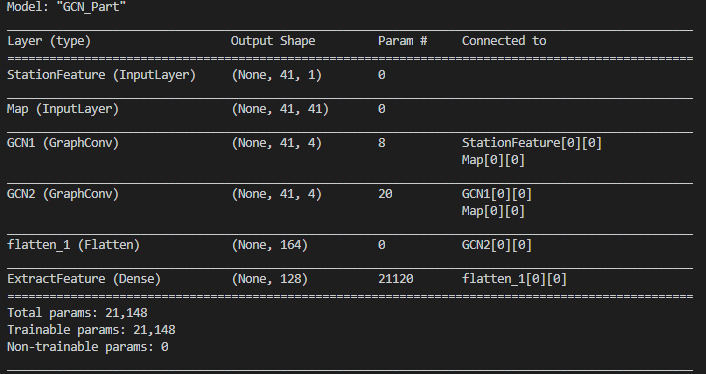 Model: "GCN_Part"
Layer (type) Output Shape Param # Connected to
StationFeature (InputLayer) (None, 41, 1) 0
Map (InputLayer) (None, 41, 41) 0
GCN1 (GraphConv) (None, 41, 4) 8 StationFeature[0][0]
Map[0][0]
GCN2 (GraphConv) (None, 41, 4) 20 GCN1[0][0]
Map[0][0]
flatten_1 (Flatten) (None, 164) 0 GCN2[0][0]
ExtractFeature (Dense) (None, 128) 21120 flatten_1[0][0]
Total params: 21,148
Trainable params: 21,148
Non-trainable params: 0